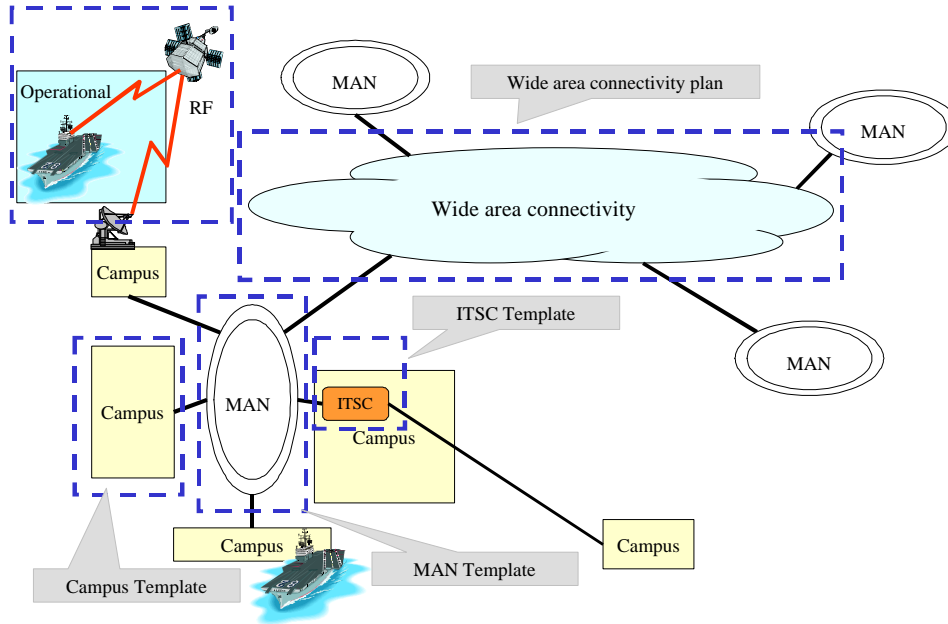 MAN
Wide area connectivity plan
Operational
RF
MAN
Wide area connectivity
Campus
ITSC Template
MAN
Campus
MAN
ITSC
Campus
Campus
Campus
MAN Template
Campus Template